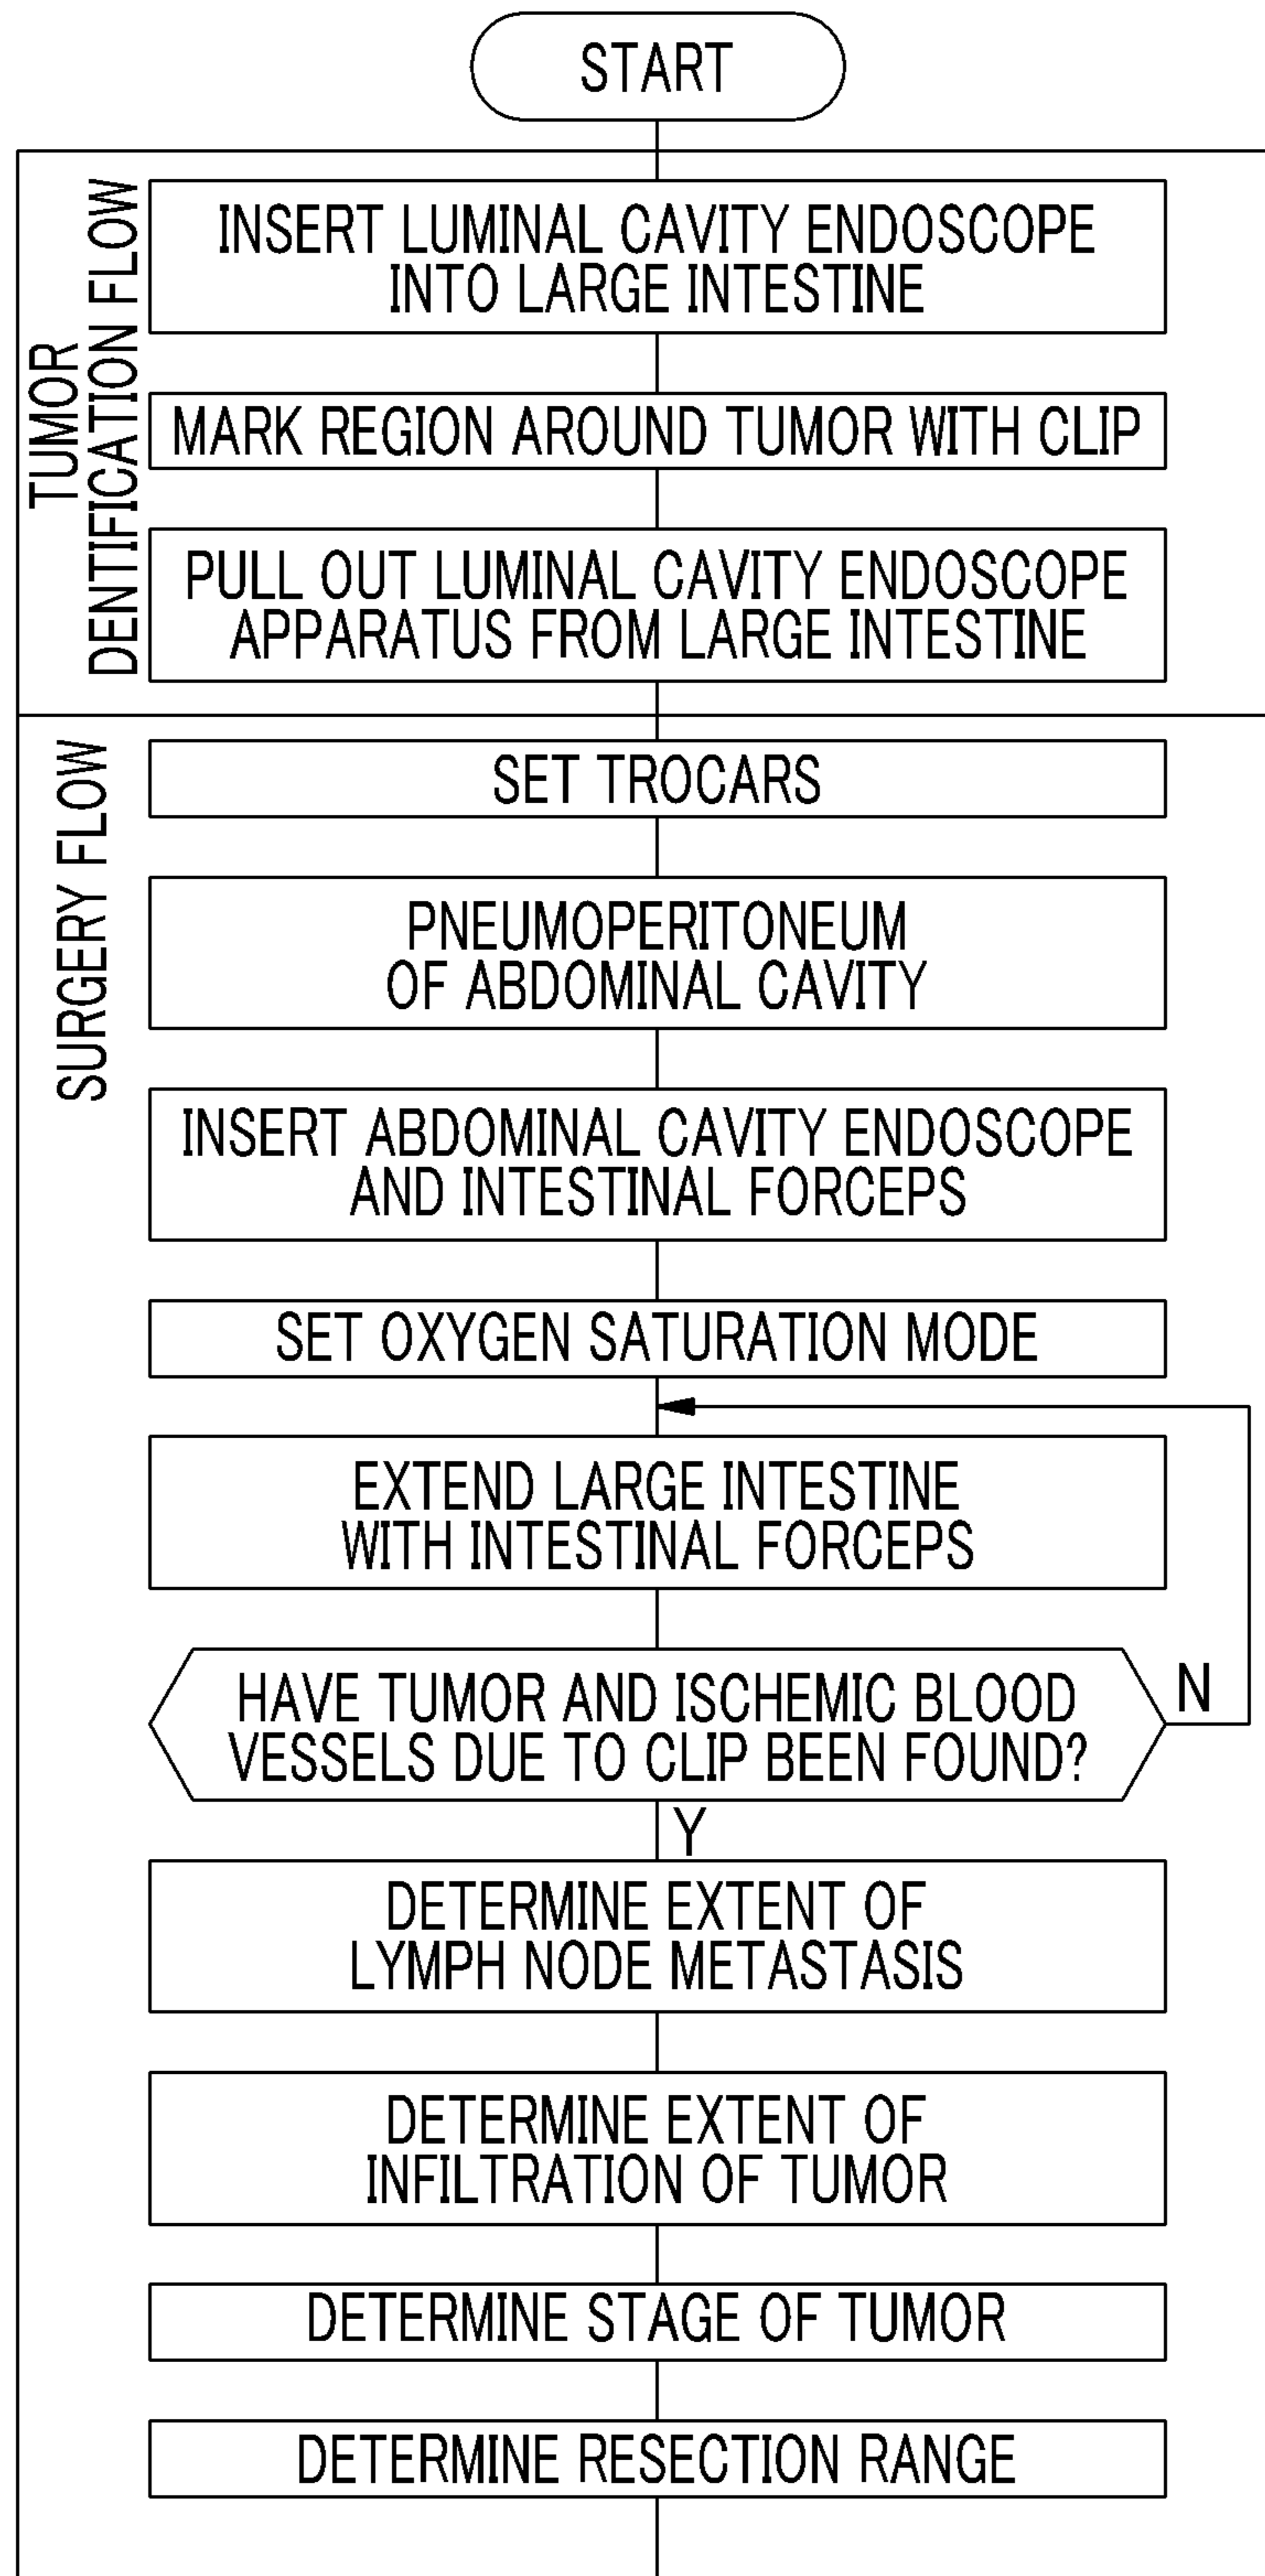 START
TUMOR
IDENTIFICATION FLOW
INSERT LUMINAL CAVITY ENDOSCOPE
INTO LARGE INTESTINE
MARK REGION AROUND TUMOR WITH CLIP
PULL OUT LUMINAL CAVITY ENDOSCOPE
APPARATUS FROM LARGE INTESTINE
SURGERY FLOW
SET TROCARS
PNEUMOPERITONEUM
OF ABDOMINAL CAVITY
INSERT ABDOMINAL CAVITY ENDOSCOPE
AND INTESTINAL FORCEPS
SET OXYGEN SATURATION MODE
EXTEND LARGE INTESTINE
WITH INTESTINAL FORCEPS
HAVE TUMOR AND ISCHEMIC BLOOD
VESSELS DUE TO CLIP BEEN FOUND?
N
Y
DETERMINE EXTENT OF
LYMPH NODE METASTASIS
DETERMINE EXTENT OF
INFILTRATION OF TUMOR
DETERMINE STAGE OF TUMOR
DETERMINE RESECTION RANGE